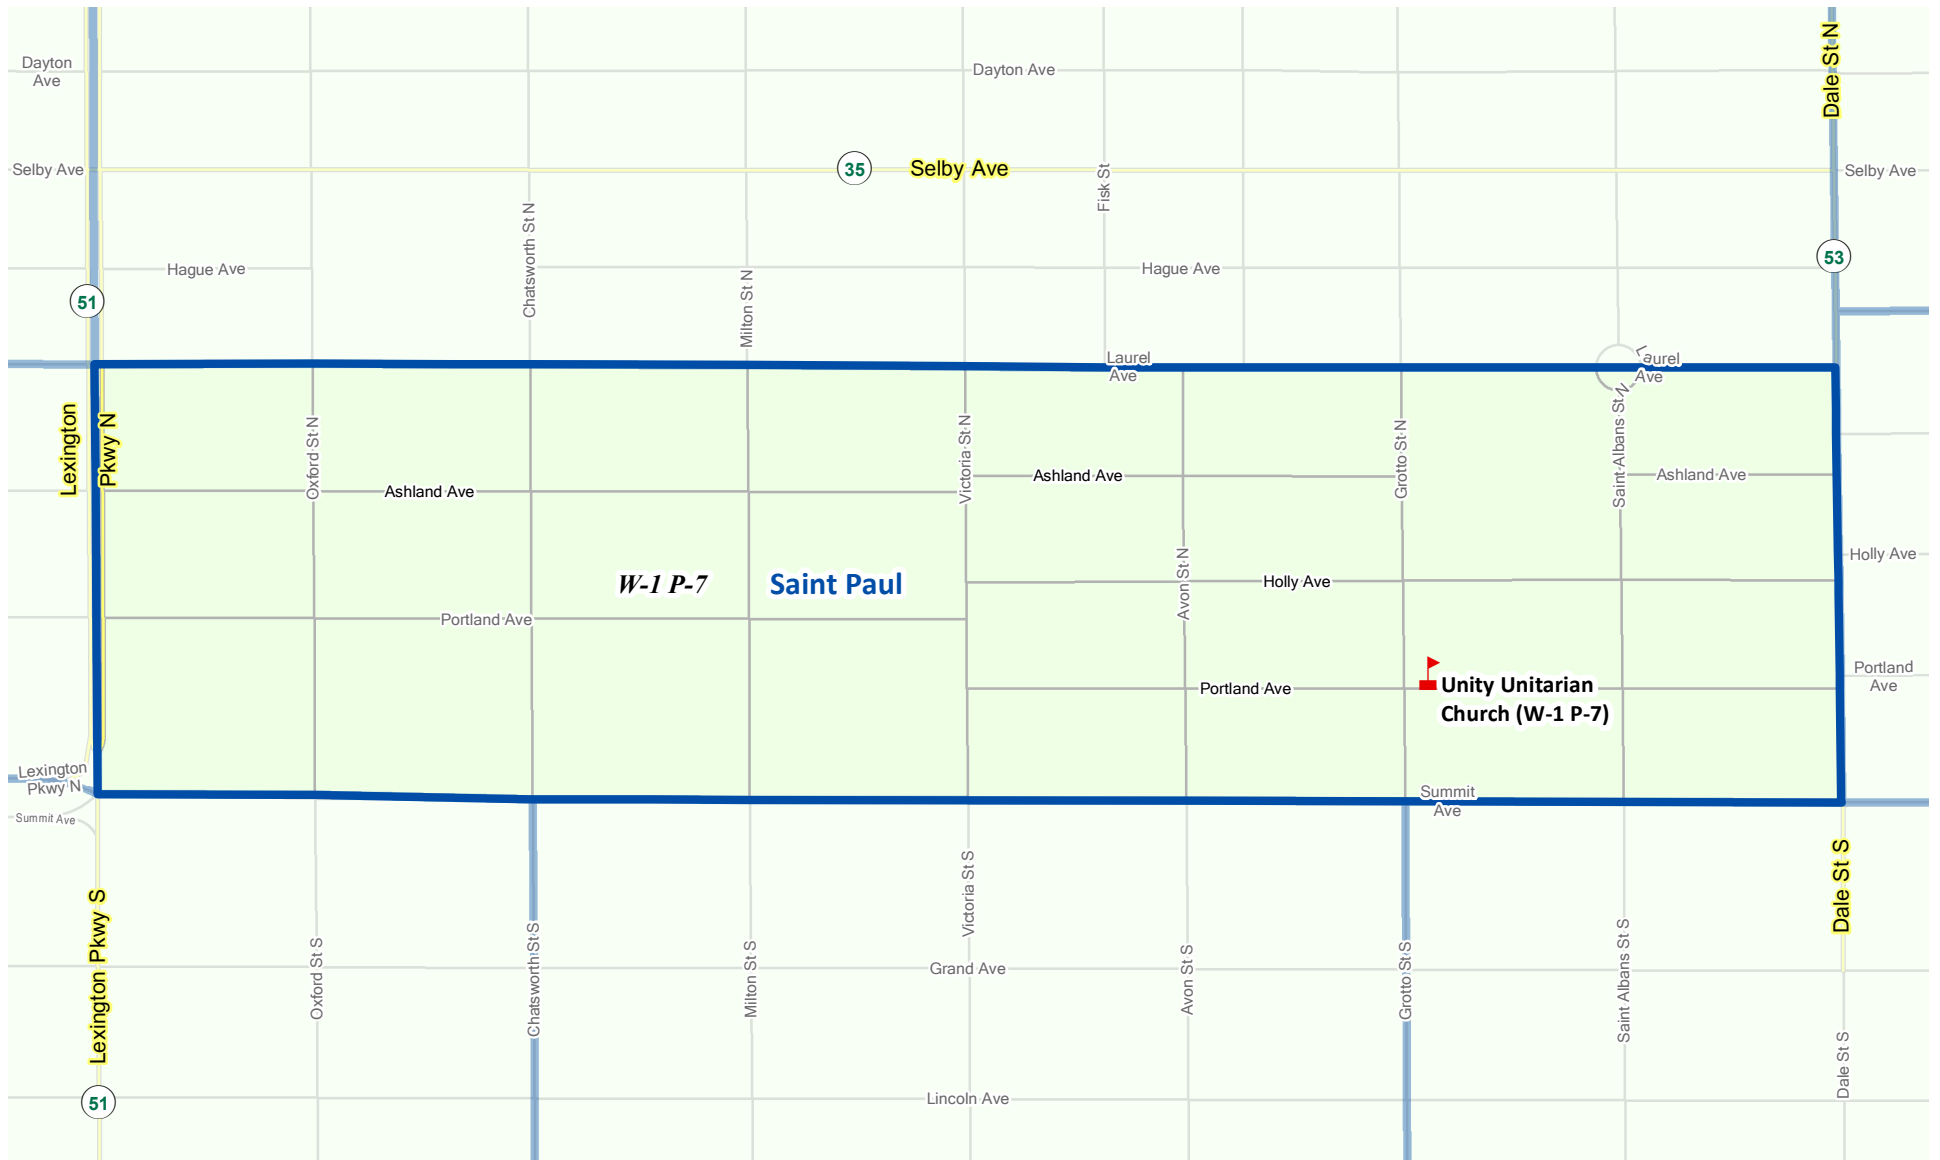 Dayton
Ave
Dayton Ave
Dale St N
Selby Ave
35
Selby Ave
Selby Ave
Fisk St
Chatsworth St N
Hague Ave
Hague Ave
53
51
Milton St N
Laurel
Ave
Laurel
Ave
Lexington
Pkwy N
Oxford St N
Victoria St N
Grotto St N
Saint Albans St N
Ashland Ave
Ashland Ave
Ashland Ave
Avon St N
Holly Ave
Holly Ave
W-1 P-7
Saint Paul
Portland Ave
Portland
Ave
Portland Ave
Unity Unitarian
Church (W-1 P-7)
Lexington
Pkwy N
Summit Ave
Summit
Ave
Lexington Pkwy S
Oxford St S
Chatsworth St S
Milton St S
Victoria St S
Avon St S
Grotto St S
Saint Albans St S
Dale St S
Grand Ave
Dale St S
Lincoln Ave
51